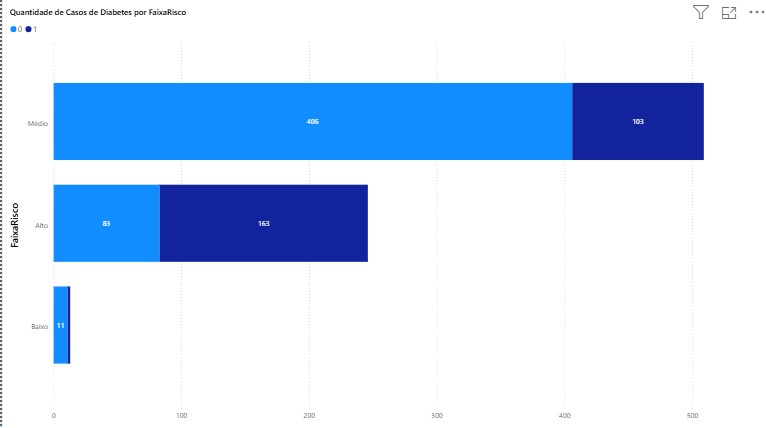 Quantidade de Casos de Diabetes por FaixaRisco
0 1
Médio
406
103
FaixaRisco
Alto
83
163
Baixo
11
0 100 200 300 400 500